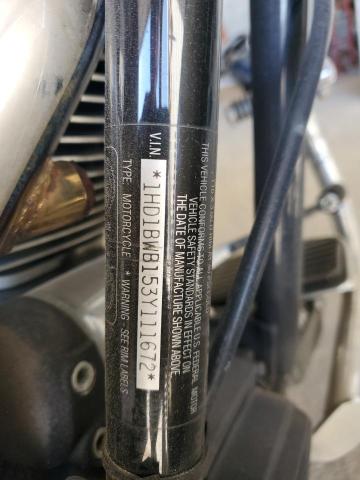 THIS VEHICLE CONFORMS TO ALL APPLICABLE U.S. FEDERAL MOTOR
VEHICLE SAFETY STANDARDS IN EFFECT ON
THE DATE OF MANUFACTURE SHOWN ABOVE
V.I.N. *1HD1BWB153Y111672*
TYPE: MOTORCYCLE * WARNING - SEE RIM LABELS